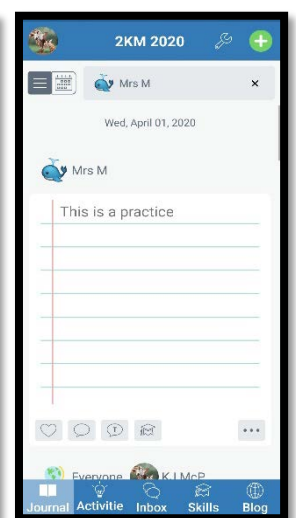 2KM 2020
Mrs M
Wed, April 01, 2020
Mrs M
This is a practice
Everyone K J McP
Journal Activitie Inbox Skills Blog